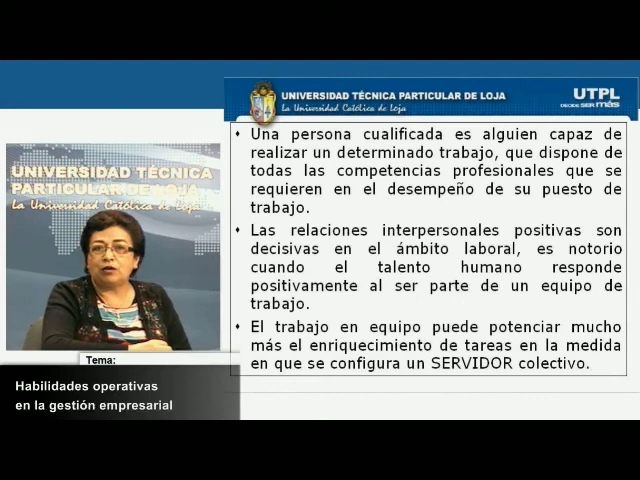 UNIVERSIDAD TÉCNICA PARTICULAR DE LOJA
La Universidad Católica de Loja
UTPL
DECIDE SER más
UNIVERSIDAD TÉCNICA
PARTICULAR DE LOJA
La Universidad Católica de Loja
Una persona cualificada es alguien capaz de
realizar un determinado trabajo, que dispone de
todas las competencias profesionales que se
requieren en el desempeño de su puesto de
trabajo.
Las relaciones interpersonales positivas son
decisivas en el ámbito laboral, es notorio
cuando el talento humano responde
positivamente al ser parte de un equipo de
trabajo.
El trabajo en equipo puede potenciar mucho
más el enriquecimiento de tareas en la medida
en que se configura un SERVIDOR colectivo.
Tema:
Habilidades operativas
en la gestión empresarial